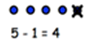 5 - 1 = 4